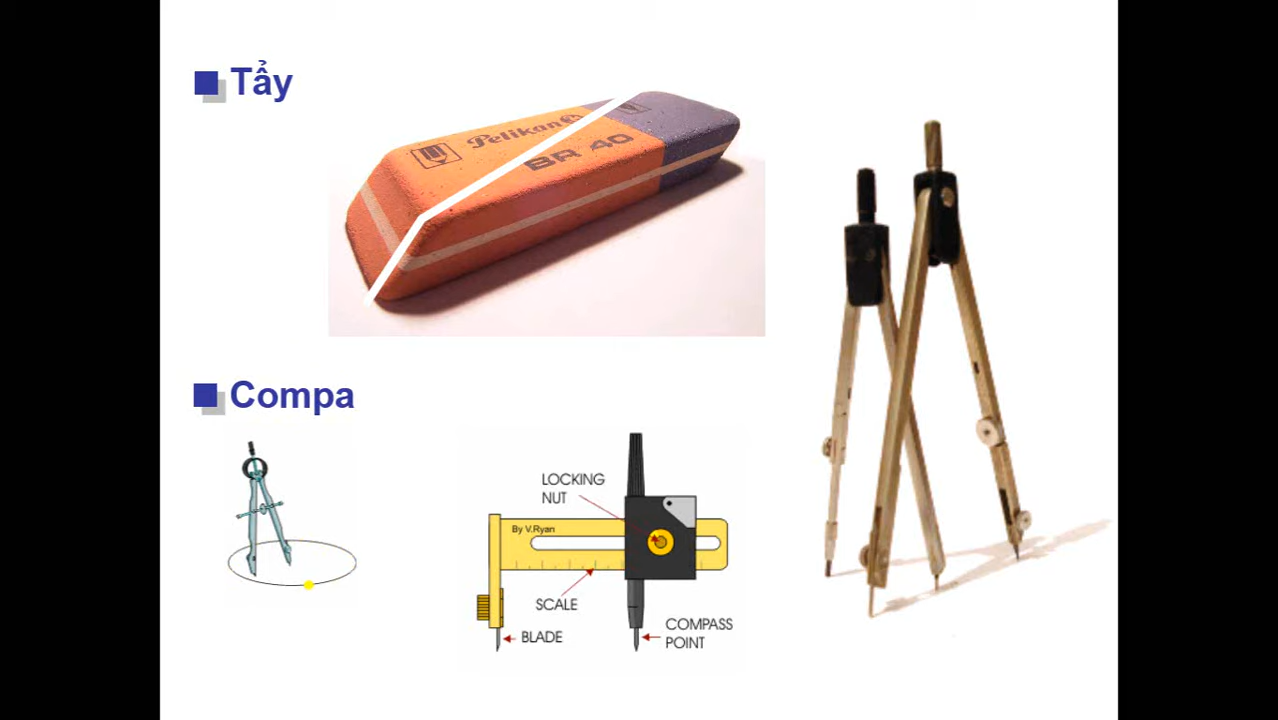 Tẩy
Pelikan
BR 40
Compa
LOCKING
NUT
By V.Ryan
SCALE
BLADE
COMPASS
POINT